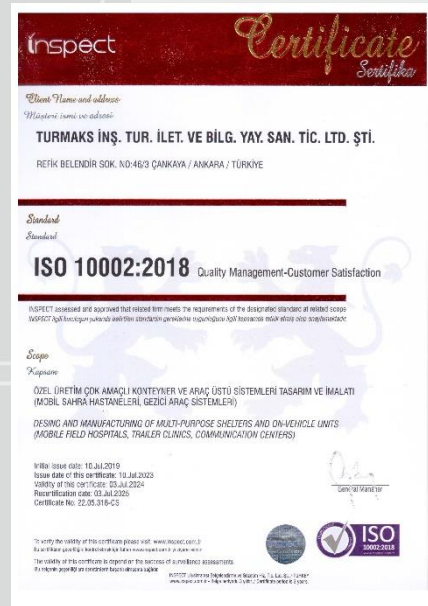 inspect
Certificate
Sertifika
Client Name and address
Müşteri ismi ve adresi
TURMAKS İNŞ. TUR. İLET. VE BİLG. YAY. SAN. TİC. LTD. ŞTİ.
REFİK BELENDİR SOK. NO:46/3 ÇANKAYA / ANKARA / TÜRKİYE
Standard
Standard
ISO 10002:2018 Quality Management-Customer Satisfaction
INSPECT assessed and approved that related firm meets the requirements of the designated standard at related scope
Scope
Kapsam
ÖZEL ÜRETİM ÇOK AMAÇLI KONTEYNER VE ARAÇ ÜSTÜ SİSTEMLERİ TASARIM VE İMALATI
(MOBİL SAHRA HASTANELERİ, GEZİCİ ARAÇ SİSTEMLERİ)
DESING AND MANUFACTURING OF MULTI-PURPOSE SHELTERS AND ON-VEHICLE UNITS
(MOBILE FIELD HOSPITALS, TRAILER CLINICS, COMMUNICATION CENTERS)
Initial issue date: 10.Jul.2019
Issue date of this certificate: 10.Jul.2023
Validity of this certificate: 03.Jul.2024
Recertification date: 03.Jul.2025
Certificate No. 22.05.316-CS
General Manager
To verify the validity of this certificate please visit: www.inspect.com.tr
The validity of this certificate is depend on the success of surveillance assessments.
ISO
10002:2018